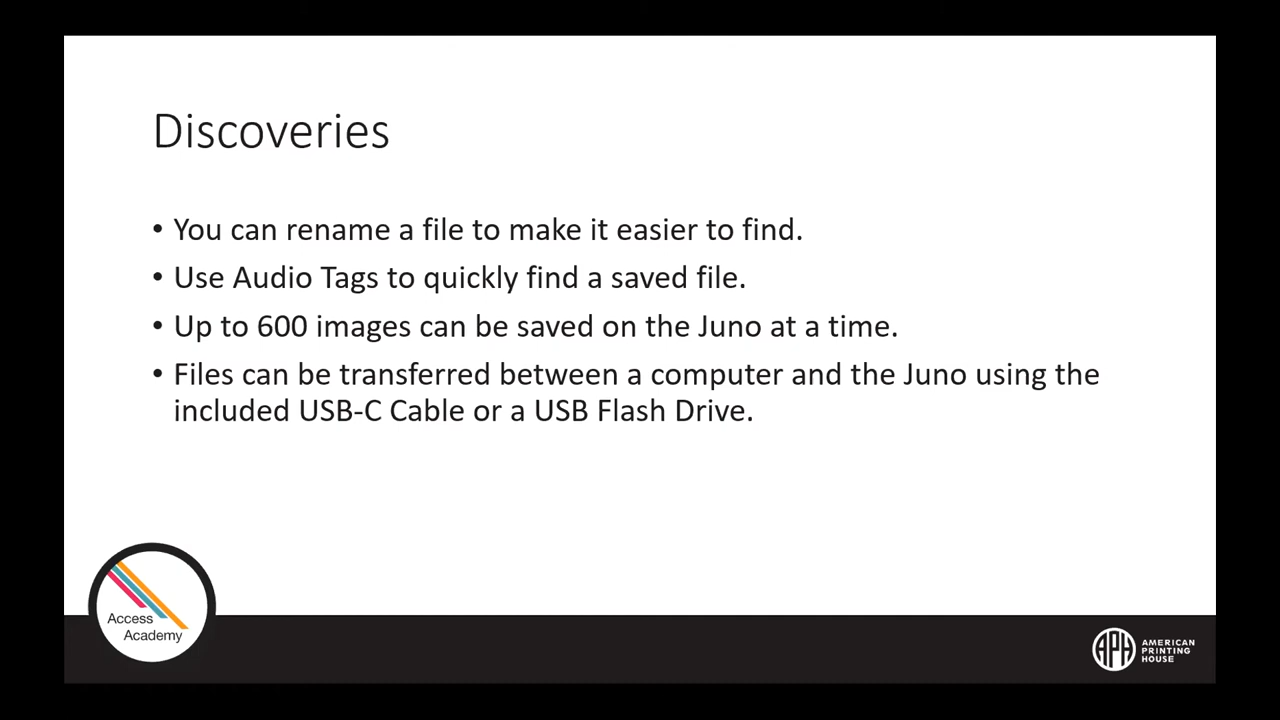 Discoveries
• You can rename a file to make it easier to find.
• Use Audio Tags to quickly find a saved file.
• Up to 600 images can be saved on the Juno at a time.
• Files can be transferred between a computer and the Juno using the
included USB-C Cable or a USB Flash Drive.
Access
Academy
APH
AMERICAN
PRINTING
HOUSE